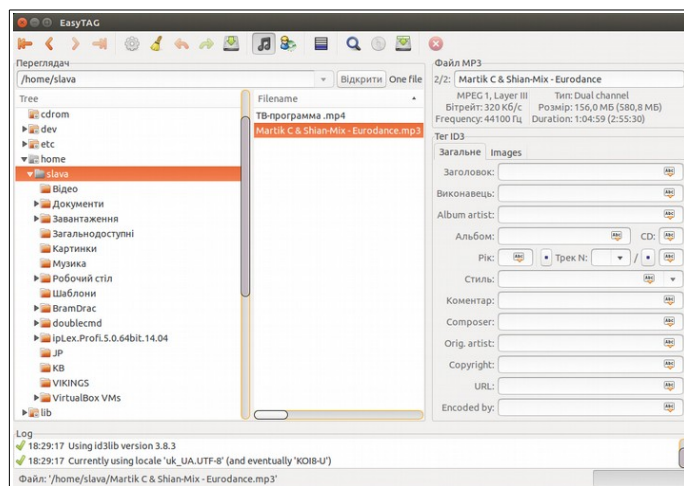 EasyTAG
Переглядач
/home/slava
Відкрити
One file
Tree
cdrom
dev
etc
home
slava
Відео
Документи
Завантаження
Загальнодоступні
Картинки
Музика
Робочий стіл
Шаблони
BramDrac
doublecmd
ipLex.Profi.5.0.64bit.14.04
JP
KB
VIKINGS
VirtualBox VMs
lib
Filename
ТВ-программа .mp4
Martik C & Shian-Mix - Eurodance.mp3
Файл MP3
2/2: Martik C & Shian-Mix - Eurodance
MPEG 1, Layer III Тип: Dual channel
Бітрейт: 320 Кб/с Розмір: 156,0 МБ (580,8 МБ)
Frequency: 44100 Гц Duration: 1:04:59 (2:55:30)
Тег ID3
Загальне Images
Заголовок:
Виконавець:
Album artist:
Альбом: CD:
Рік: Трек N: /
Стиль:
Коментар:
Composer:
Orig. artist:
Copyright:
URL:
Encoded by:
Log
18:29:17 Using id3lib version 3.8.3
18:29:17 Currently using locale 'uk_UA.UTF-8' (and eventually 'KOI8-U')
Файл: '/home/slava/Martik C & Shian-Mix - Eurodance.mp3'